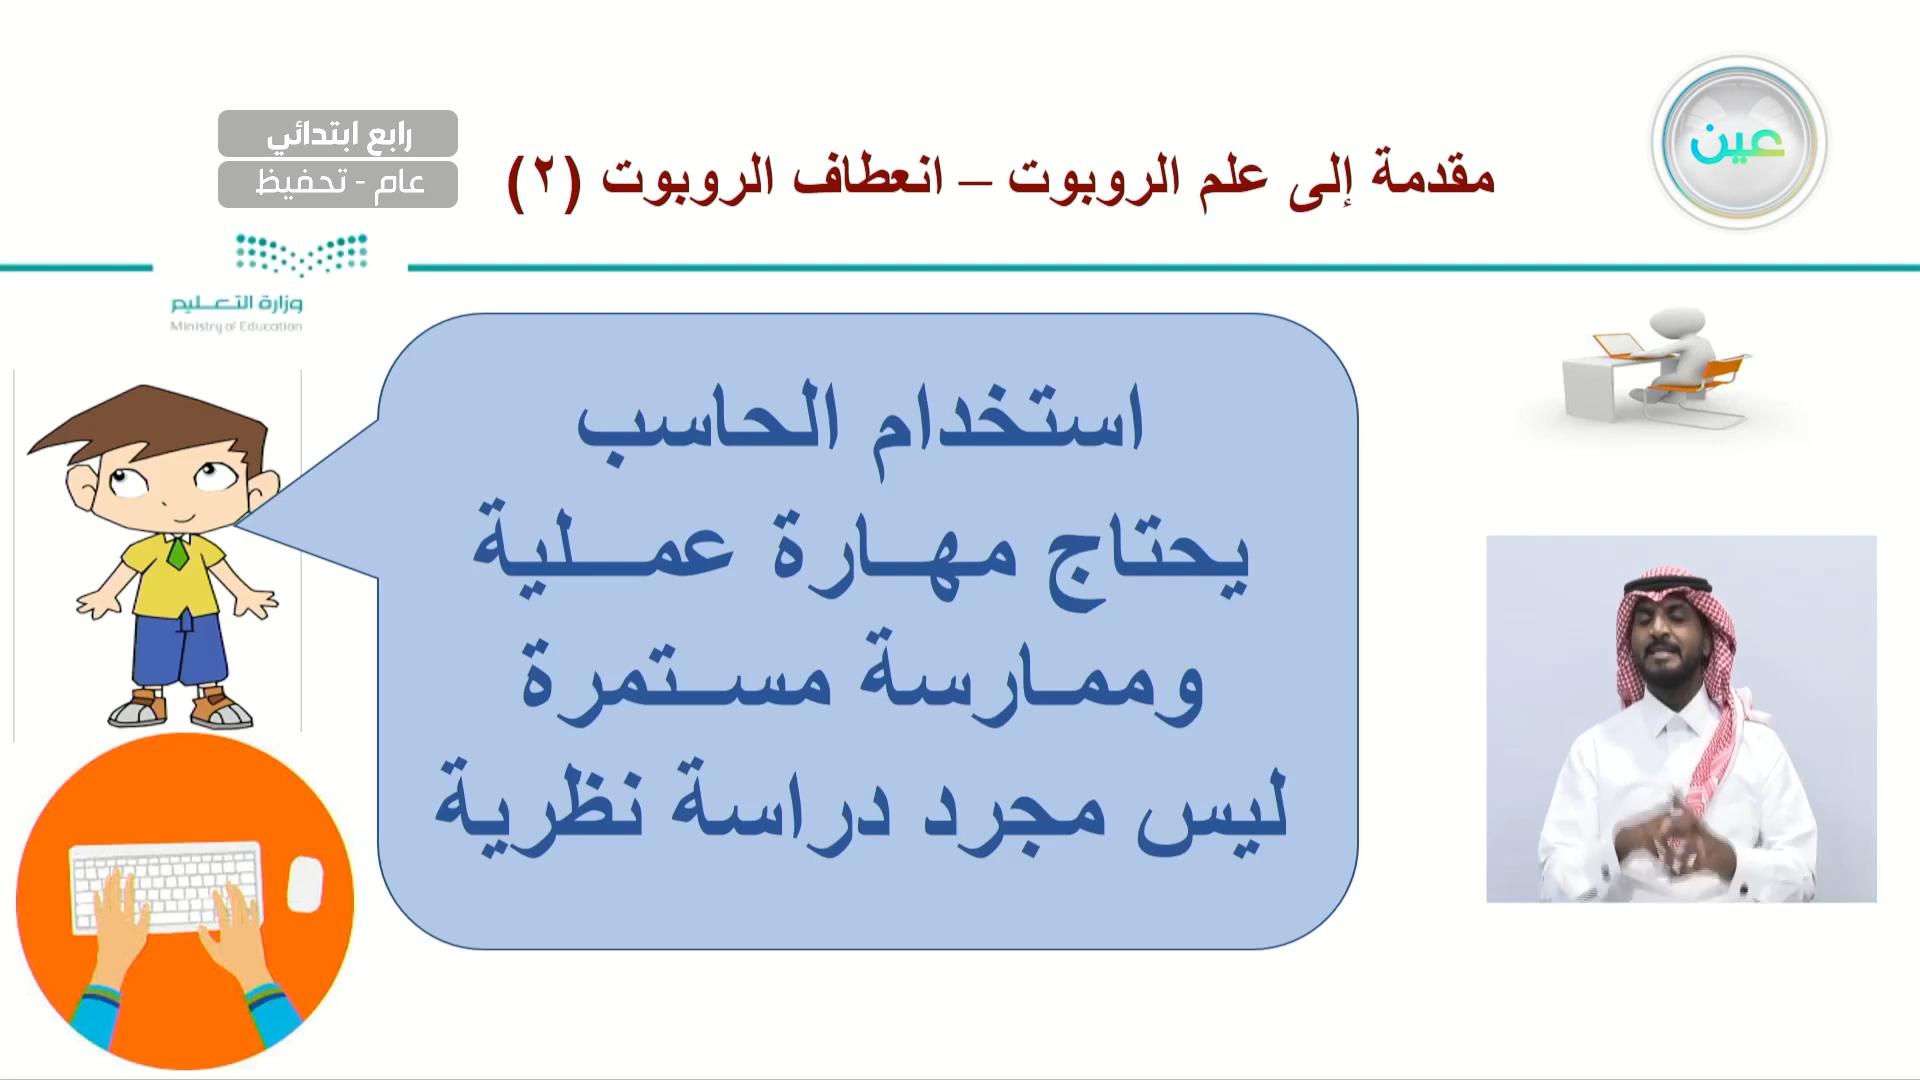 عين
مقدمة إلى علم الروبوت – انعطاف الروبوت (٢)
رابع ابتدائي
عام - تحفيظ
وزارة التعليم
Ministry of Education
استخدام الحاسب
يحتاج مهارة عملية
وممارسة مستمرة
ليس مجرد دراسة نظرية